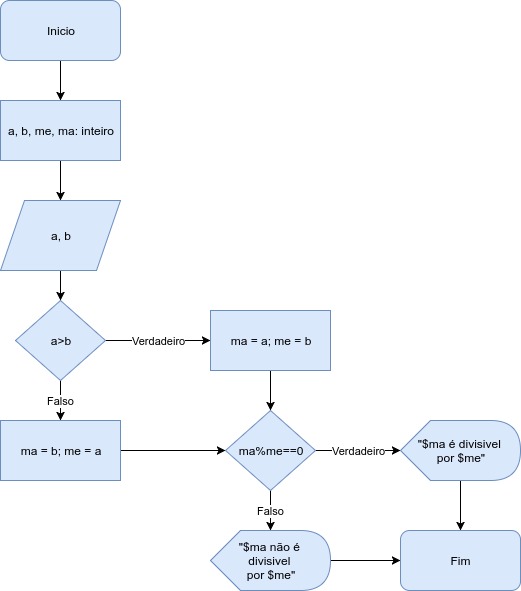 Inicio
a, b, me, ma: inteiro
a, b
a>b
Verdadeiro
ma = a; me = b
Falso
ma = b; me = a
ma%me==0
Verdadeiro
"$ma é divisivel
por $me"
Falso
"$ma não é
divisivel
por $me"
Fim